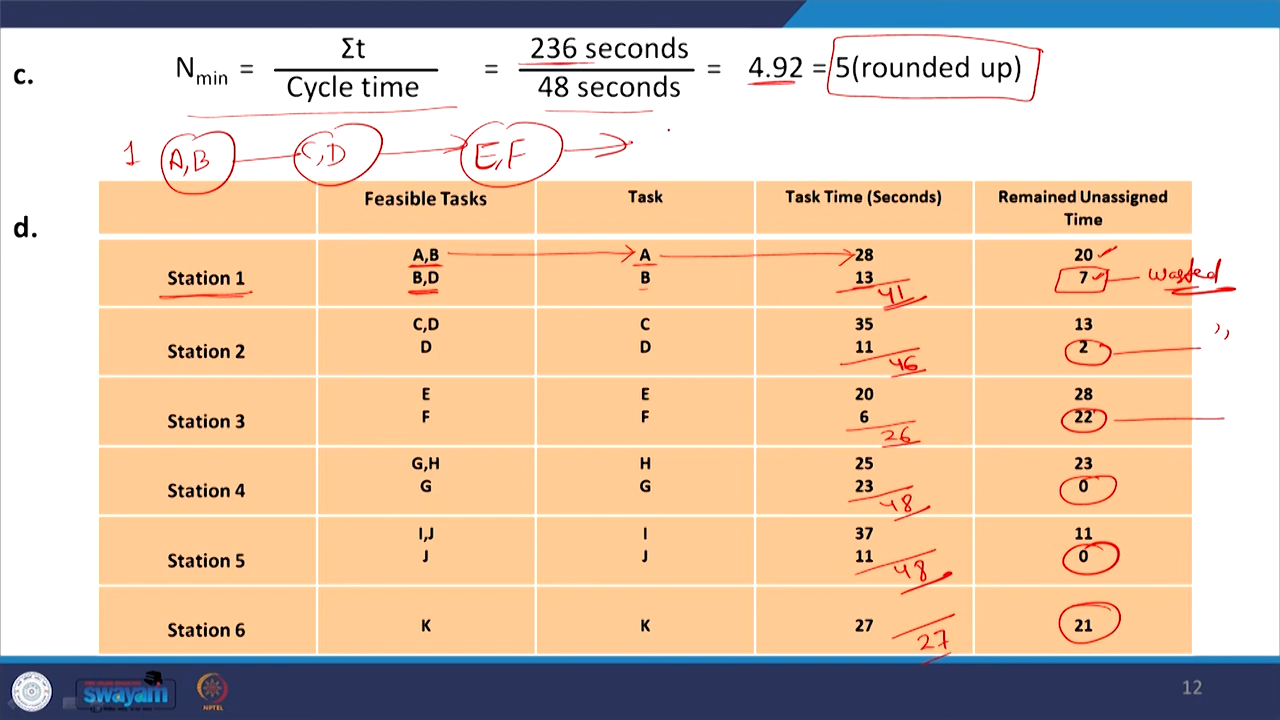 c. Nmin = Σt / Cycle time = 236 seconds / 48 seconds = 4.92 = 5(rounded up)
1 A,B C,D E,F
d.
Feasible Tasks Task Task Time (Seconds) Remained Unassigned Time
Station 1
A,B A 28 20
B,D B 13 7 wasted
41
Station 2
C,D C 35 13 ,,
D D 11 2
46
Station 3
E E 20 28
F F 6 22
26
Station 4
G,H H 25 23
G G 23 0
48
Station 5
I,J I 37 11
J J 11 0
48
Station 6
K K 27 21
27
swayam
NPTEL
12